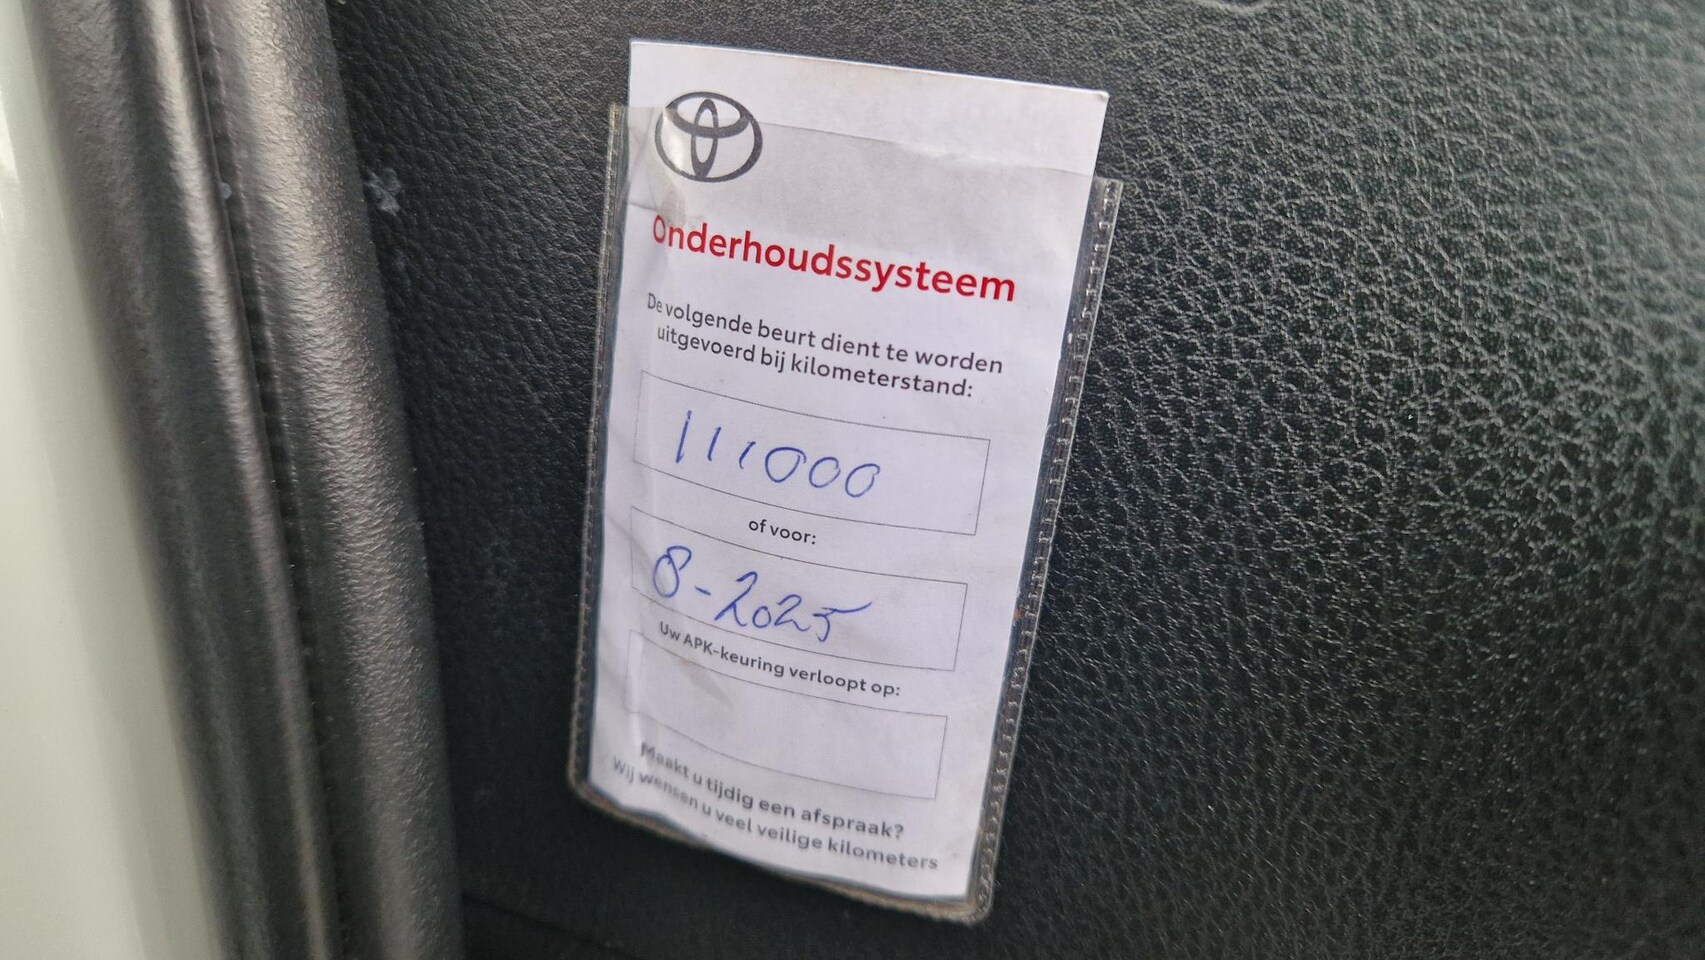 Onderhoudssysteem
De volgende beurt dient te worden
uitgevoerd bij kilometerstand:
111000
of voor:
8-2025
Uw APK-keuring verloopt op:
Maakt u tijdig een afspraak?
Wij wensen u veel veilige kilometers